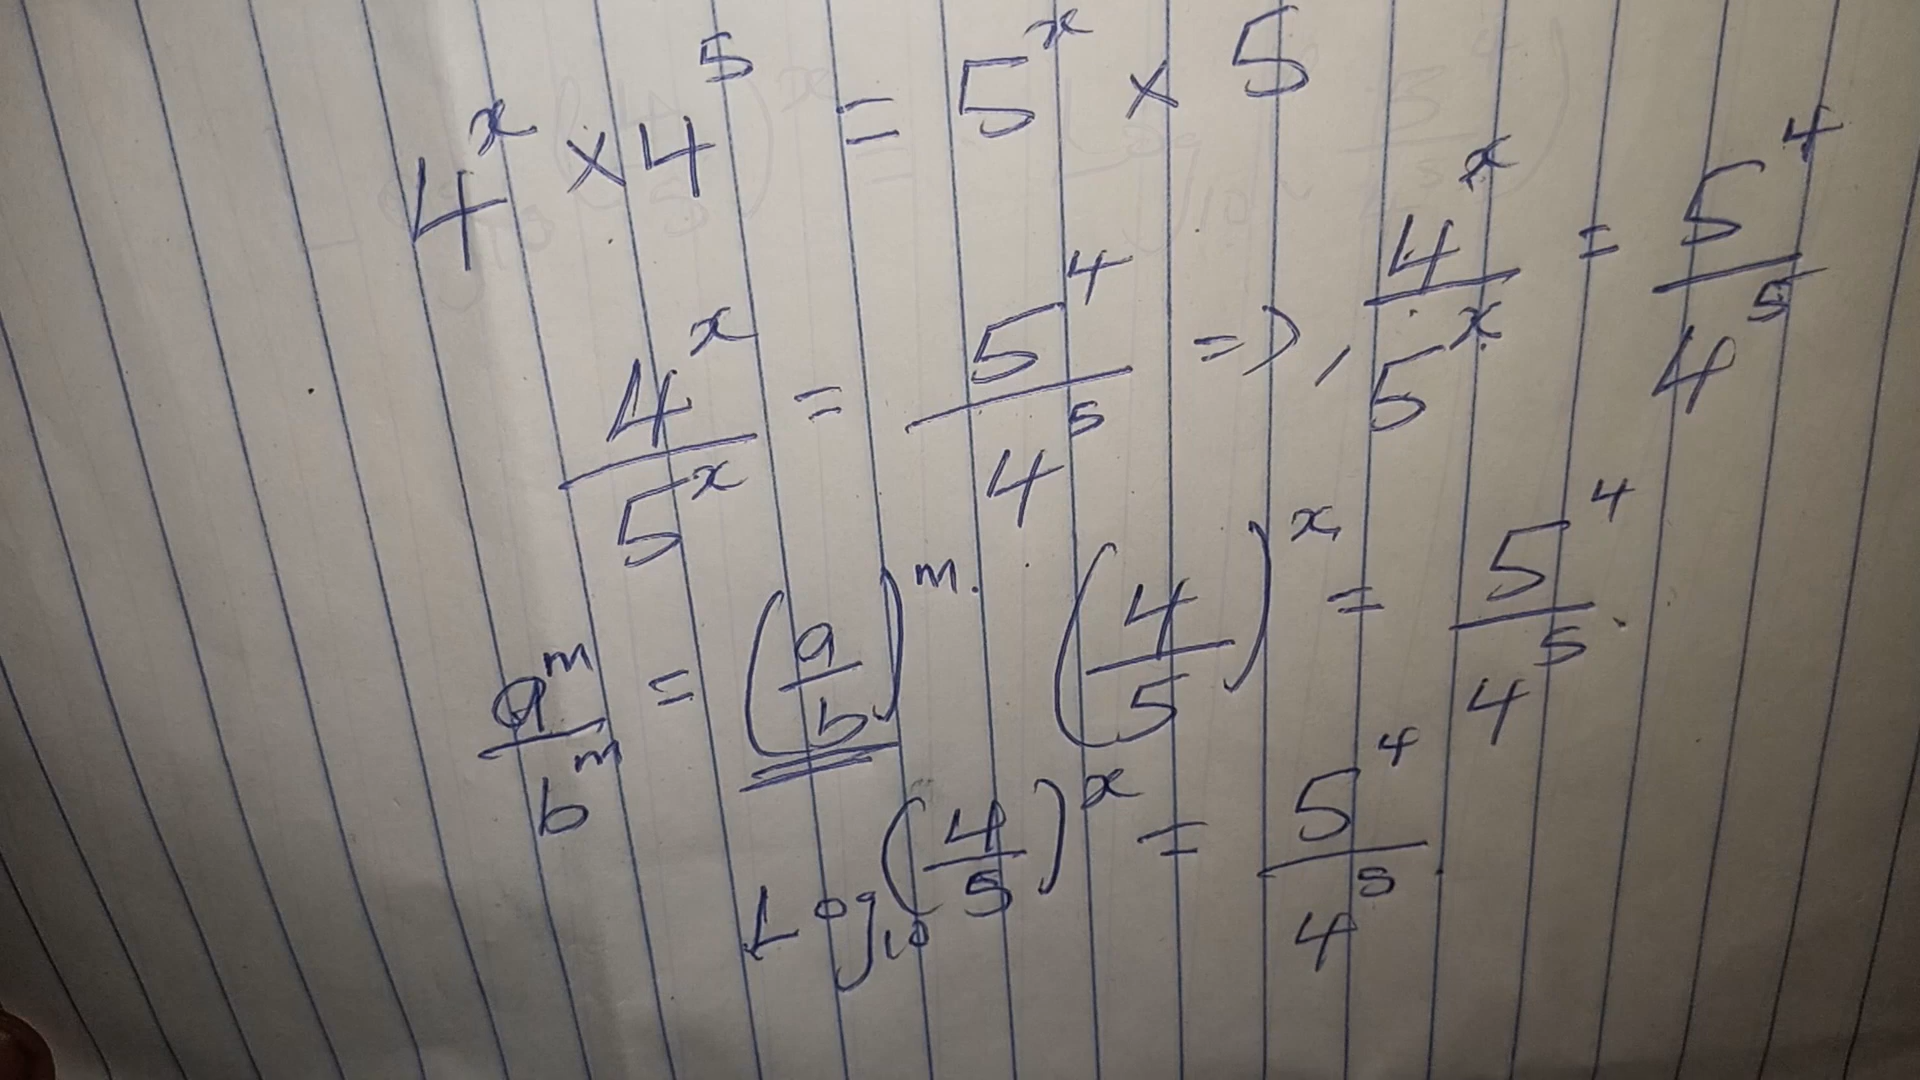 4^x × 4^5 = 5^x × 5
4^x/5^x = 5^4/4^5 => , 4^x/5^x = 5^4/4^5
a^m/b^m = (a/b)^m. (4/5)^x = 5^4/4^5.
Log₁₀(4/5)^x = 5^4/4^5.